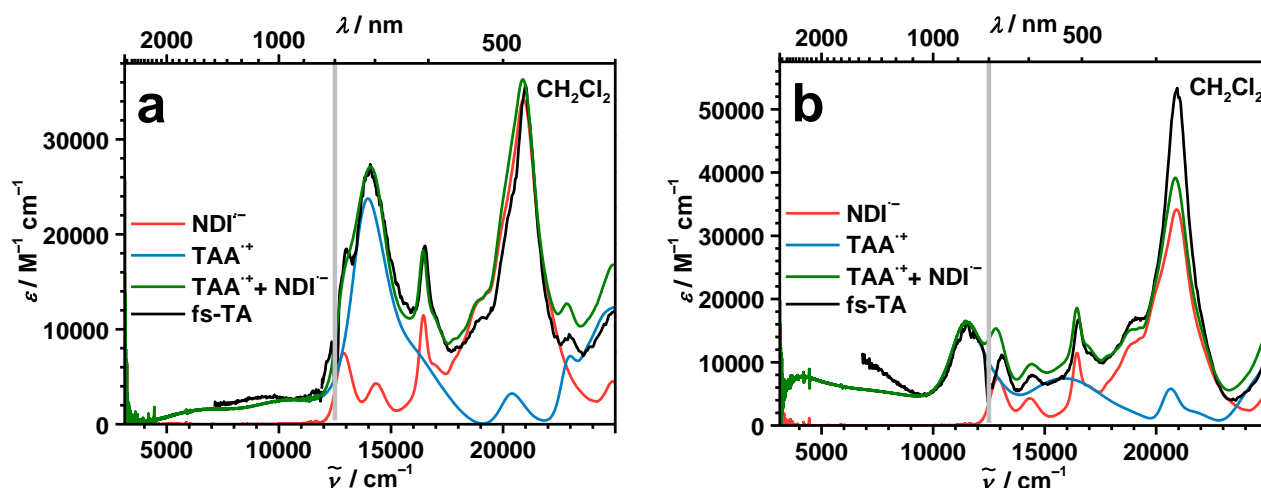 2000 1000 λ / nm 500
a
CH₂Cl₂
30000
20000
10000
0
ε / M⁻¹ cm⁻¹
NDI·⁻
TAA·⁺
TAA·⁺ + NDI·⁻
fs-TA
5000 10000 15000 20000
ν̃ / cm⁻¹
2000 1000 λ / nm 500
b
CH₂Cl₂
50000
40000
30000
20000
10000
0
ε / M⁻¹ cm⁻¹
NDI·⁻
TAA·⁺
TAA·⁺ + NDI·⁻
fs-TA
5000 10000 15000 20000
ν̃ / cm⁻¹